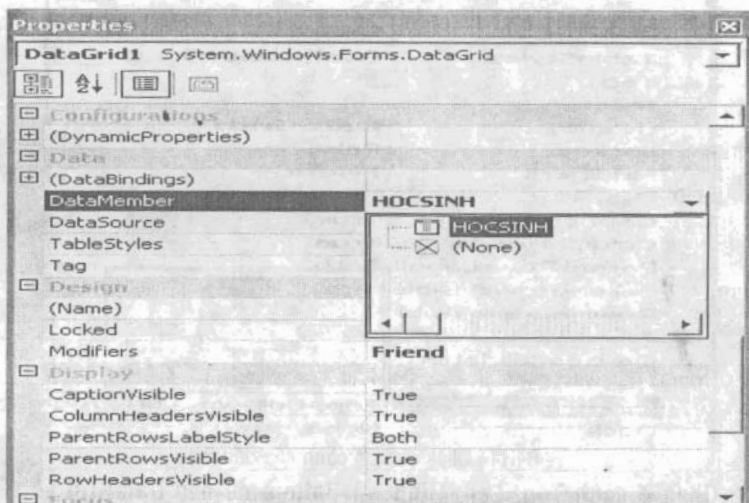 Properties
DataGrid1 System.Windows.Forms.DataGrid
Configurations
(DynamicProperties)
Data
(DataBindings)
DataMember HOCSINH
DataSource HOCSINH
TableStyles (None)
Tag
Design
(Name)
Locked
Modifiers Friend
Display
CaptionVisible True
ColumnHeadersVisible True
ParentRowsLabelStyle Both
ParentRowsVisible True
RowHeadersVisible True
Focus